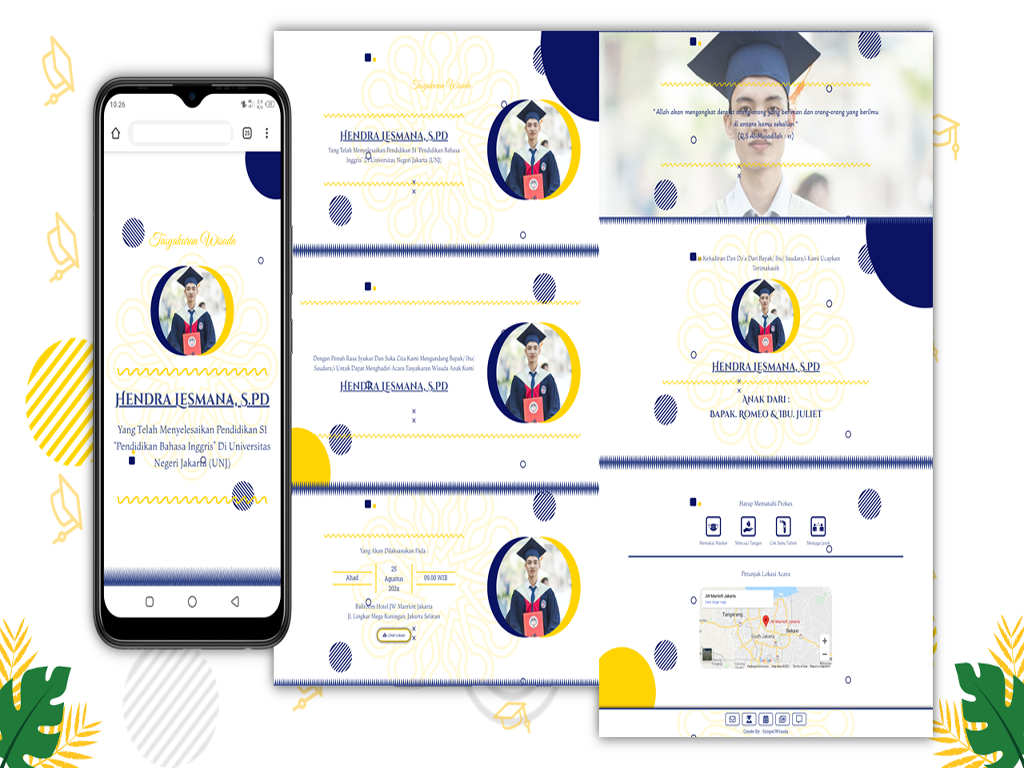 10.26
25
Tasyakuran Wisuda
Hendra Lesmana, S.Pd
Yang Telah Menyelesaikan Pendidikan S1
"Pendidikan Bahasa Inggris" Di Universitas
Negeri Jakarta (UNJ)
Tasyakuran Wisuda
Hendra Lesmana, S.Pd
Yang Telah Menyelesaikan Pendidikan S1 "Pendidikan Bahasa
Inggris" Di Universitas Negeri Jakarta (UNJ)
Dengan Penuh Rasa Syukur Dan Suka Cita Kami Mengundang Bapak/ Ibu/
Saudara/i Untuk Dapat Menghadiri Acara Tasyakuran Wisuda Anak Kami
Hendra Lesmana, S.Pd
Yang Akan Dilaksanakan Pada :
Ahad
25
Agustus
202x
09:00 WIB
Ballroom Hotel JW Marriott Jakarta
Jl. Lingkar Mega Kuningan, Jakarta Selatan
Lihat Lokasi
"Allah akan mengangkat derajat orang-orang yang beriman dan orang-orang yang berilmu
di antara kamu sekalian."
(Q.S Al-Mujadilah : 11)
Kehadiran Dan Do'a Dari Bapak/ Ibu/ Saudara/i Kami Ucapkan
Terimakasih
Hendra Lesmana, S.Pd
Anak dari :
Bapak. Romeo & Ibu. Juliet
Harap Mematuhi Prokes
Memakai Masker
Mencuci Tangan
Cek Suhu Tubuh
Menjaga Jarak
Petunjuk Lokasi Acara
JW Marriott Jakarta
View larger map
Tangerang
JW Marriott Jakarta
Bekasi
South Jakarta
Create By